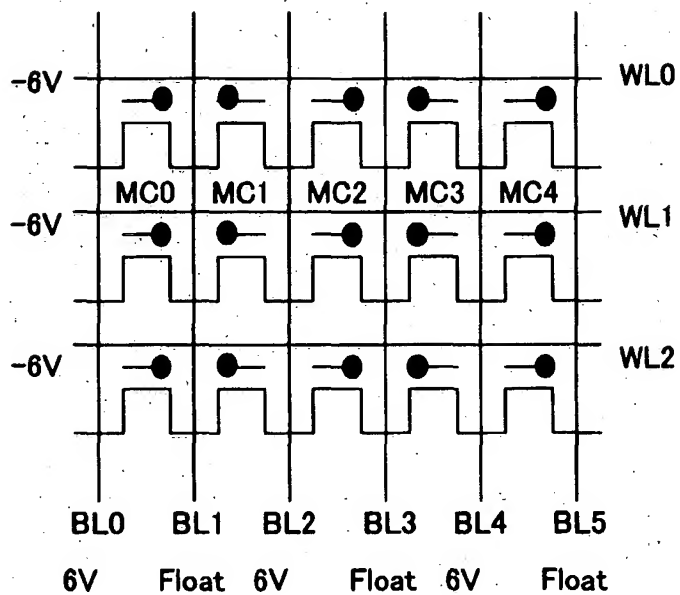 -6V WL0
MC0 MC1 MC2 MC3 MC4
-6V WL1
-6V WL2
BL0 BL1 BL2 BL3 BL4 BL5
6V Float 6V Float 6V Float